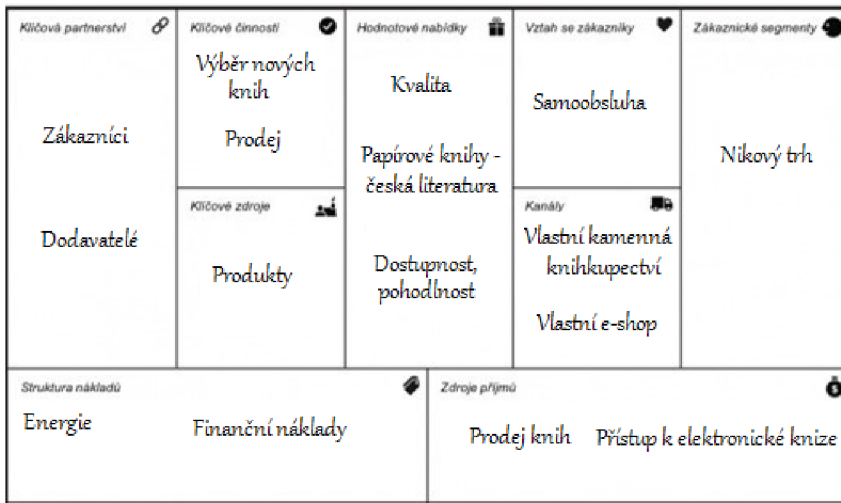 Klíčová partnerství
Zákazníci
Dodavatelé
Klíčové činnosti
Výběr nových
knih
Prodej
Klíčové zdroje
Produkty
Hodnotové nabídky
Kvalita
Papírové knihy -
česká literatura
Dostupnost,
pohodlnost
Vztah se zákazníky
Samoobsluha
Kanály
Vlastní kamenná
knihkupectví
Vlastní e-shop
Zákaznické segmenty
Nikový trh
Struktura nákladů
Energie
Finanční náklady
Zdroje příjmů
Prodej knih
Přístup k elektronické knize